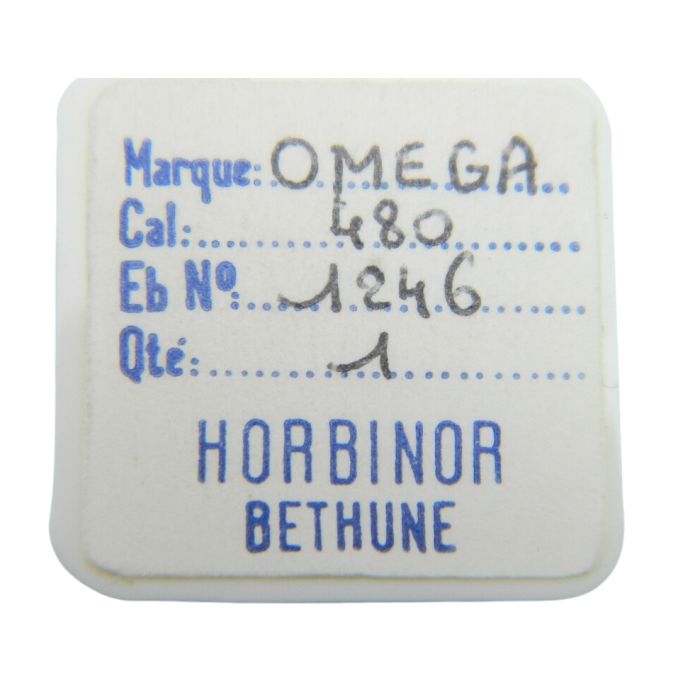 Marque: OMEGA
Cal: 480
Eb Nº: 1246
Qté: 1
HORBINOR
BETHUNE